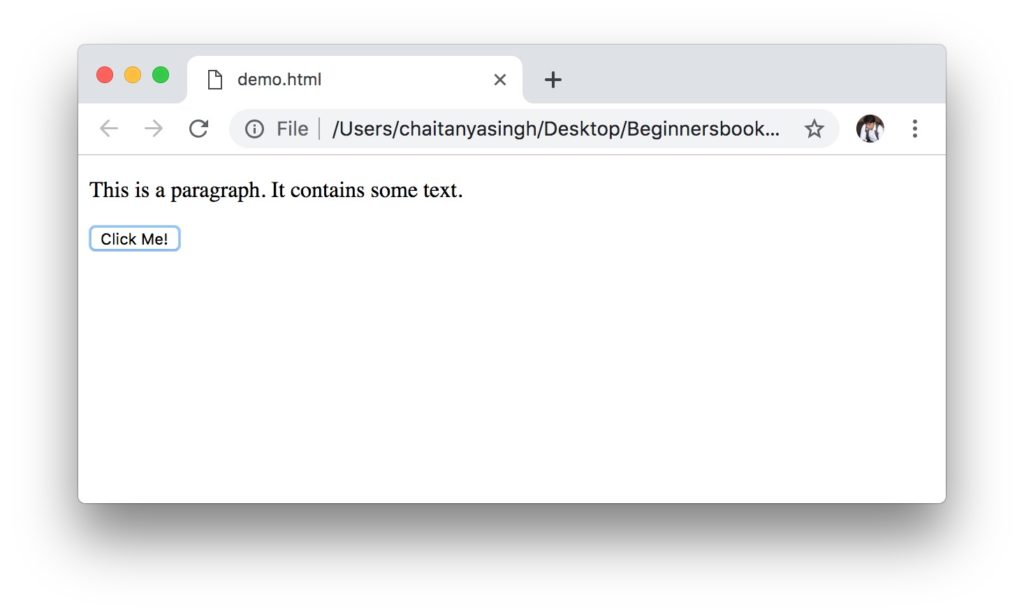 demo.html
File /Users/chaitanyasingh/Desktop/Beginnersbook...
This is a paragraph. It contains some text.
Click Me!